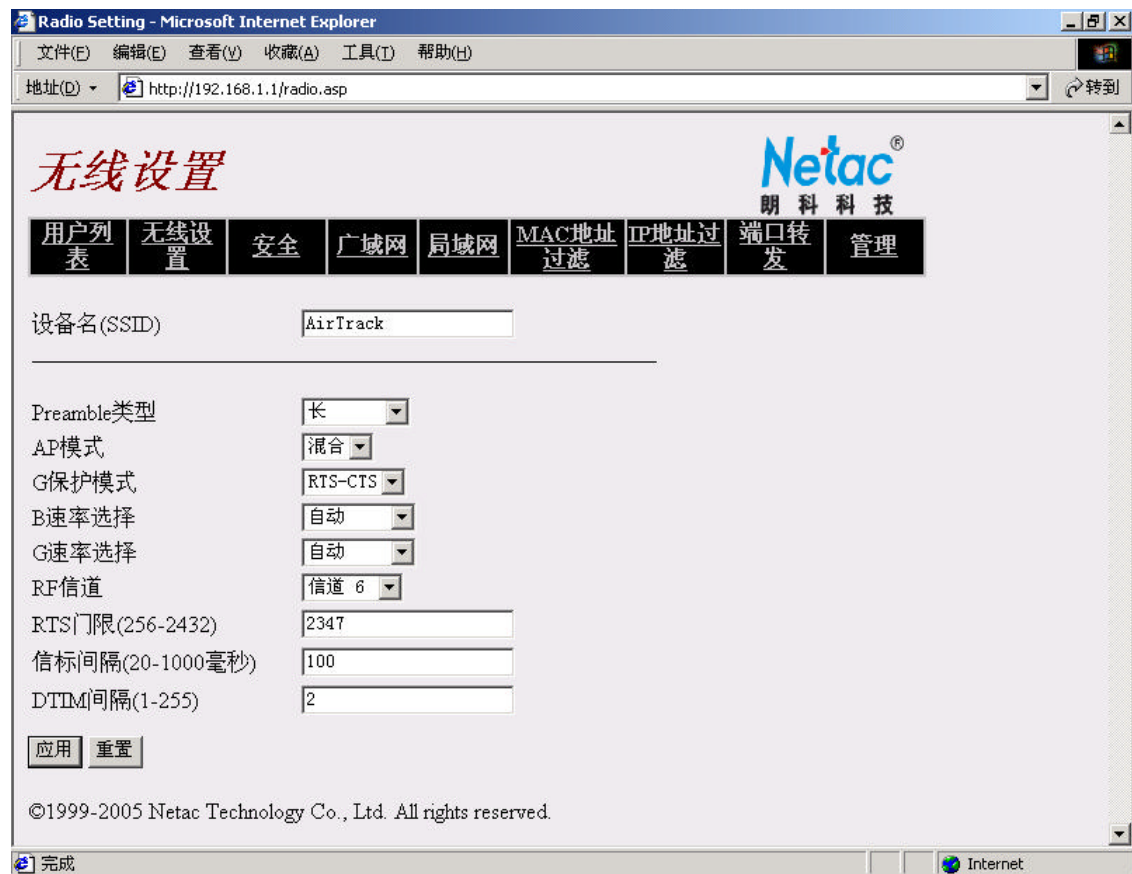 Radio Setting - Microsoft Internet Explorer
文件(F) 编辑(E) 查看(V) 收藏(A) 工具(T) 帮助(H)
地址(D) http://192.168.1.1/radio.asp 转到
无线设置
Netac®
朗科科技
用户列表 无线设置 安全 广域网 局域网 MAC地址过滤 IP地址过滤 端口转发 管理
设备名(SSID) AirTrack
Preamble类型 长
AP模式 混合
G保护模式 RTS-CTS
B速率选择 自动
G速率选择 自动
RF信道 信道 6
RTS门限(256-2432) 2347
信标间隔(20-1000毫秒) 100
DTIM间隔(1-255) 2
应用 重置
©1999-2005 Netac Technology Co., Ltd. All rights reserved.
完成 Internet